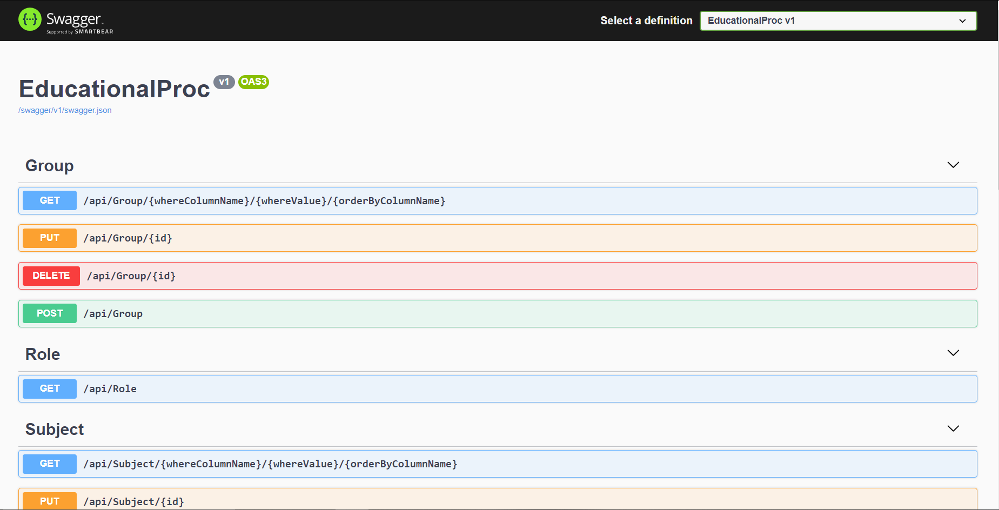 {···} Swagger™
Supported by SMARTBEAR
Select a definition
EducationalProc v1
EducationalProc v1 OAS3
/swagger/v1/swagger.json
Group
GET /api/Group/{whereColumnName}/{whereValue}/{orderByColumnName}
PUT /api/Group/{id}
DELETE /api/Group/{id}
POST /api/Group
Role
GET /api/Role
Subject
GET /api/Subject/{whereColumnName}/{whereValue}/{orderByColumnName}
PUT /api/Subject/{id}